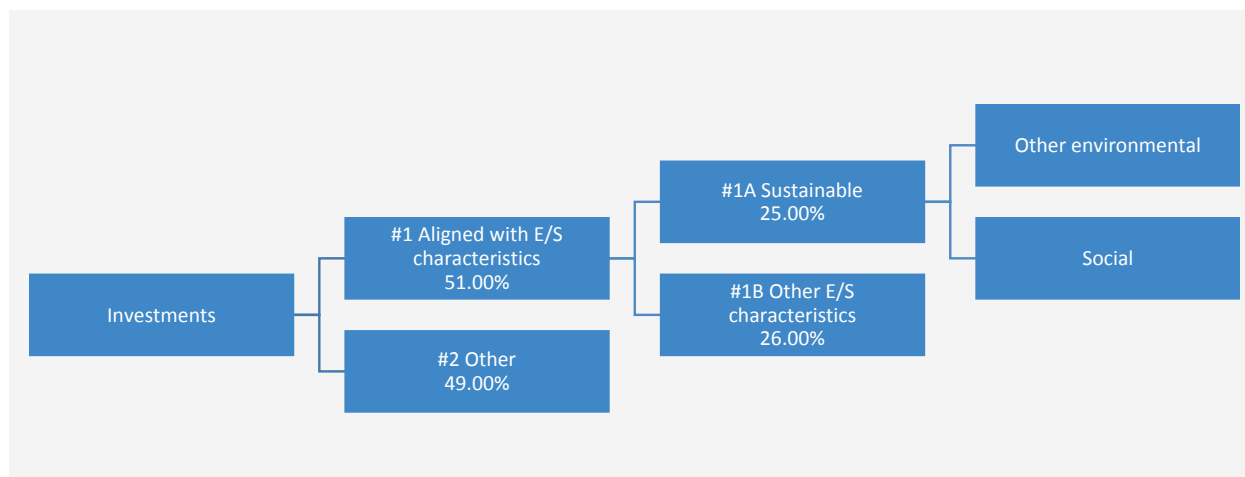 Investments
#1 Aligned with E/S
characteristics
51.00%
#2 Other
49.00%
#1A Sustainable
25.00%
#1B Other E/S
characteristics
26.00%
Other environmental
Social